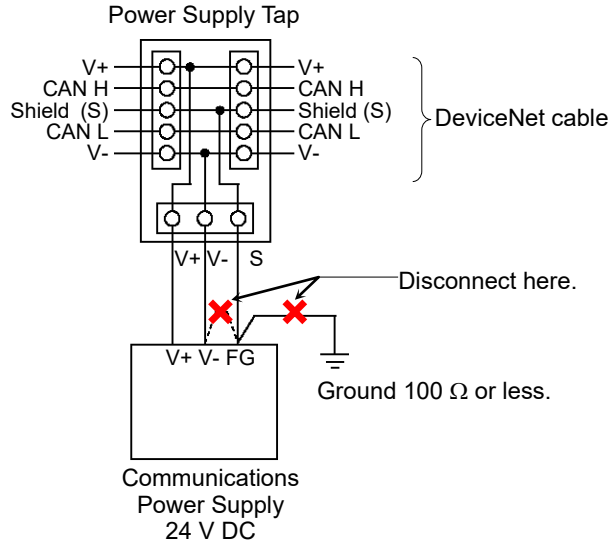 Power Supply Tap
V+ V+
CAN H CAN H
Shield (S) Shield (S)
CAN L CAN L
V- V-
DeviceNet cable
V+ V- S
Disconnect here.
V+ V- FG
Ground 100 Ω or less.
Communications
Power Supply
24 V DC